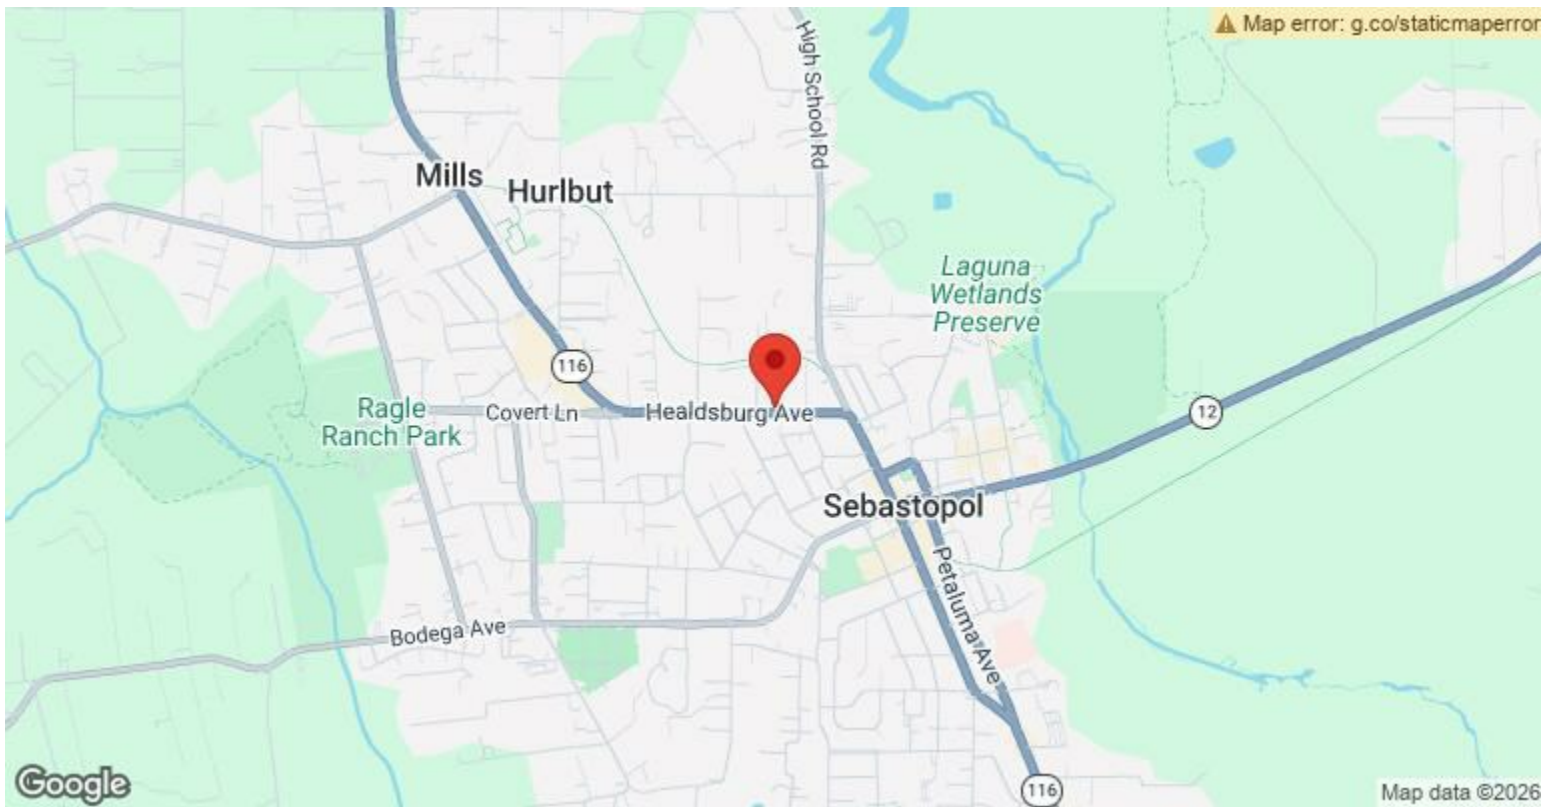 Map error: g.co/staticmaperror
High School Rd
Mills
Hurlbut
Laguna
Wetlands
Preserve
116
Ragle
Ranch Park
Covert Ln
Healdsburg Ave
12
Sebastopol
Petaluma Ave
Bodega Ave
116
Google
Map data ©2026